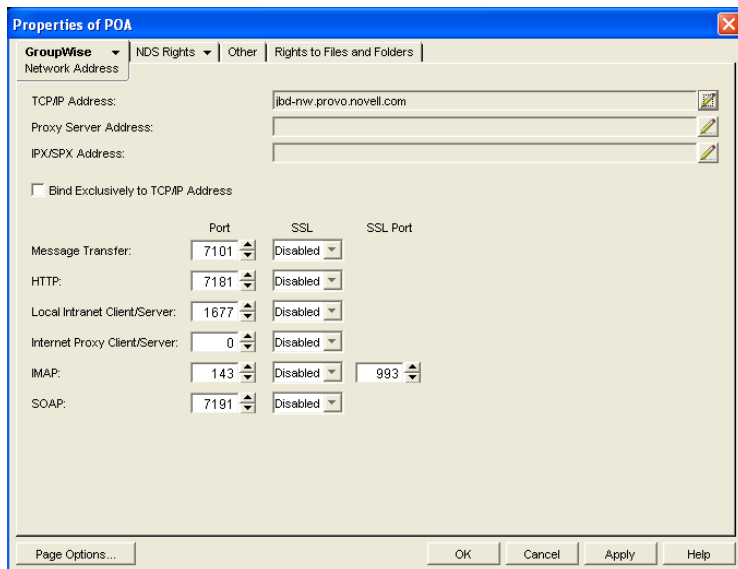 Properties of POA
GroupWise NDS Rights Other Rights to Files and Folders
Network Address
TCP/IP Address: jbd-nw.provo.novell.com
Proxy Server Address:
IPX/SPX Address:
Bind Exclusively to TCP/IP Address
Port SSL SSL Port
Message Transfer: 7101 Disabled
HTTP: 7181 Disabled
Local Intranet Client/Server: 1677 Disabled
Internet Proxy Client/Server: 0 Disabled
IMAP: 143 Disabled 993
SOAP: 7191 Disabled
Page Options... OK Cancel Apply Help